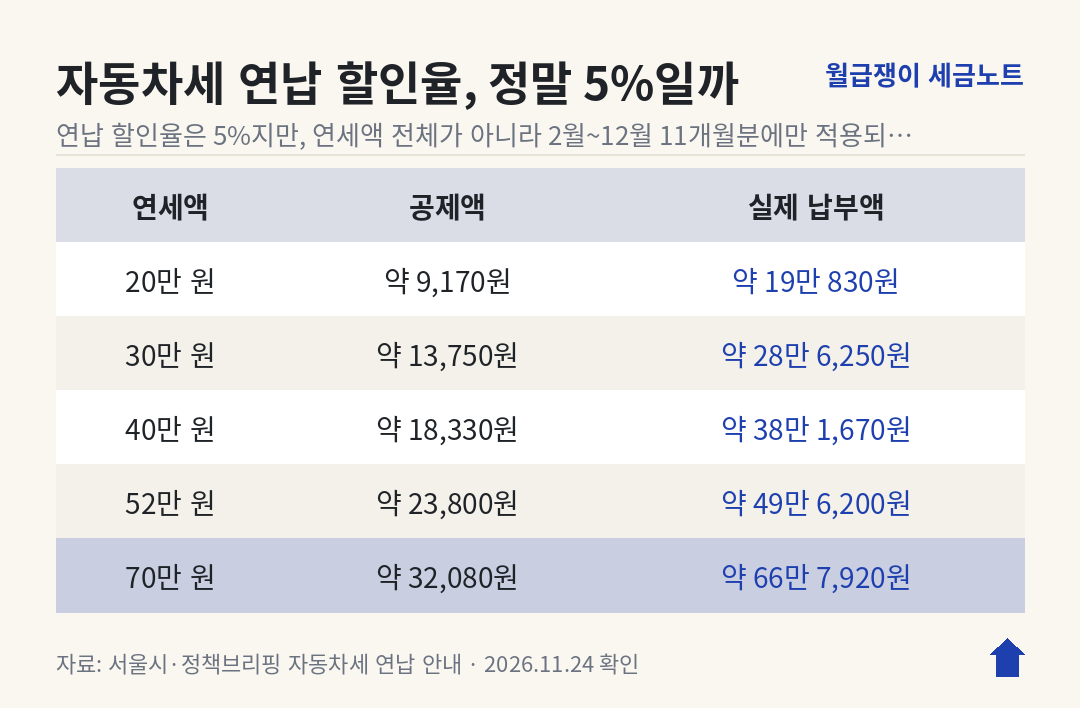 자동차세 연납 할인율, 정말 5%일까
월급쟁이 세금노트
연납 할인율은 5%지만, 연세액 전체가 아니라 2월~12월 11개월분에만 적용되…
연세액 공제액 실제 납부액
20만 원 약 9,170원 약 19만 830원
30만 원 약 13,750원 약 28만 6,250원
40만 원 약 18,330원 약 38만 1,670원
52만 원 약 23,800원 약 49만 6,200원
70만 원 약 32,080원 약 66만 7,920원
자료: 서울시·정책브리핑 자동차세 연납 안내 · 2026.11.24 확인